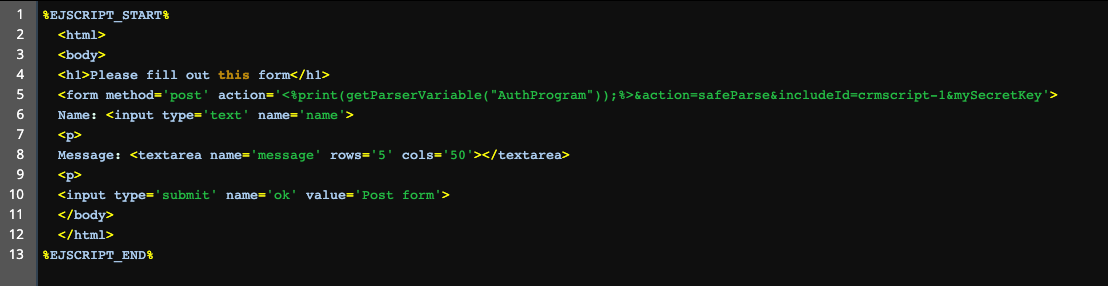 1 %EJSCRIPT_START%
2 <html>
3 <body>
4 <h1>Please fill out this form</h1>
5 <form method='post' action='<%print(getParserVariable("AuthProgram"));%>&action=safeParse&includeId=crmscript-1&mySecretKey'>
6 Name: <input type='text' name='name'>
7 <p>
8 Message: <textarea name='message' rows='5' cols='50'></textarea>
9 <p>
10 <input type='submit' name='ok' value='Post form'>
11 </body>
12 </html>
13 %EJSCRIPT_END%